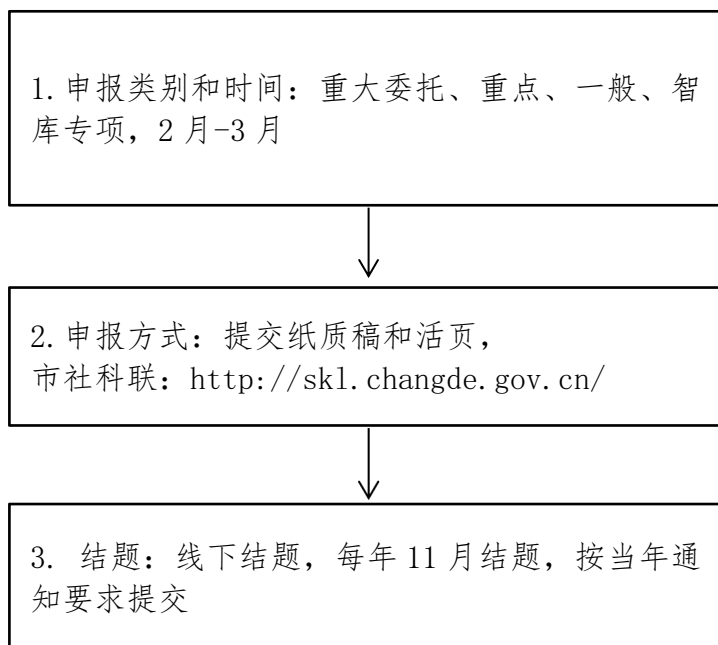 1.申报类别和时间：重大委托、重点、一般、智
库专项，2 月-3 月
2.申报方式：提交纸质稿和活页，
市社科联：http://skl.changde.gov.cn/
3. 结题：线下结题，每年 11 月结题，按当年通
知要求提交